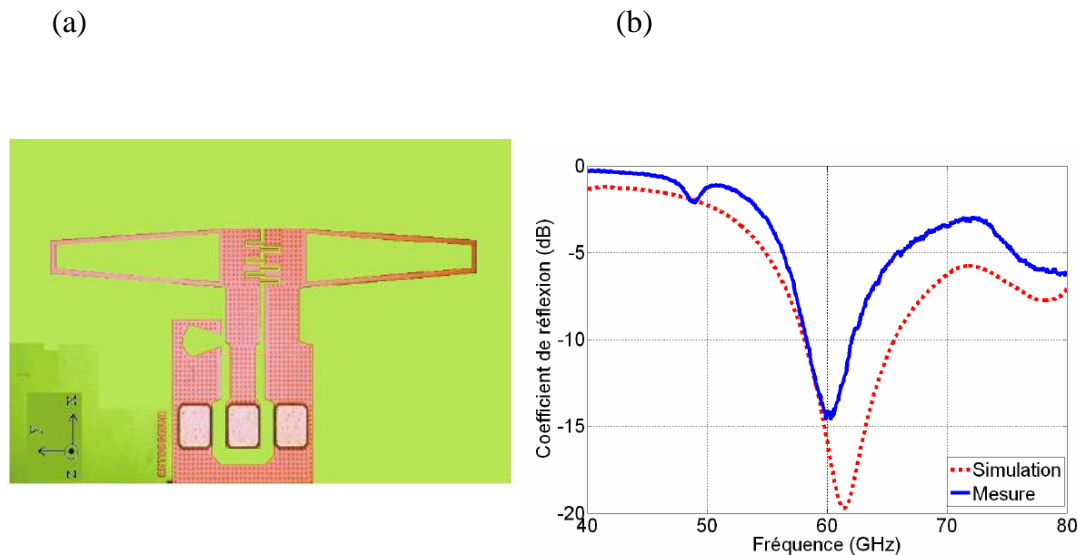 (a)
(b)
0
-5
-10
-15
-20
40
50
60
70
80
Coefficient de réflexion (dB)
Fréquence (GHz)
Simulation
Mesure
x
y
z